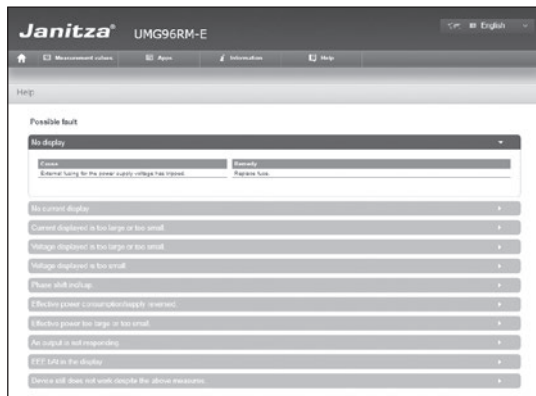 Janitza®
UMG96RM-E
English
Measurement values
Apps
Information
Help
Help
Possible fault
No display
Cause
Remedy
External fusing for the power supply voltage has tripped.
Replace fuse.
No current display
Current displayed is too large or too small.
Voltage displayed is too large or too small.
Voltage displayed is too small.
Phase shift ind/cap.
Effective power consumption/supply reversed.
Effective power too large or too small.
An output is not responding.
in the display
Device still does not work despite the above measures.